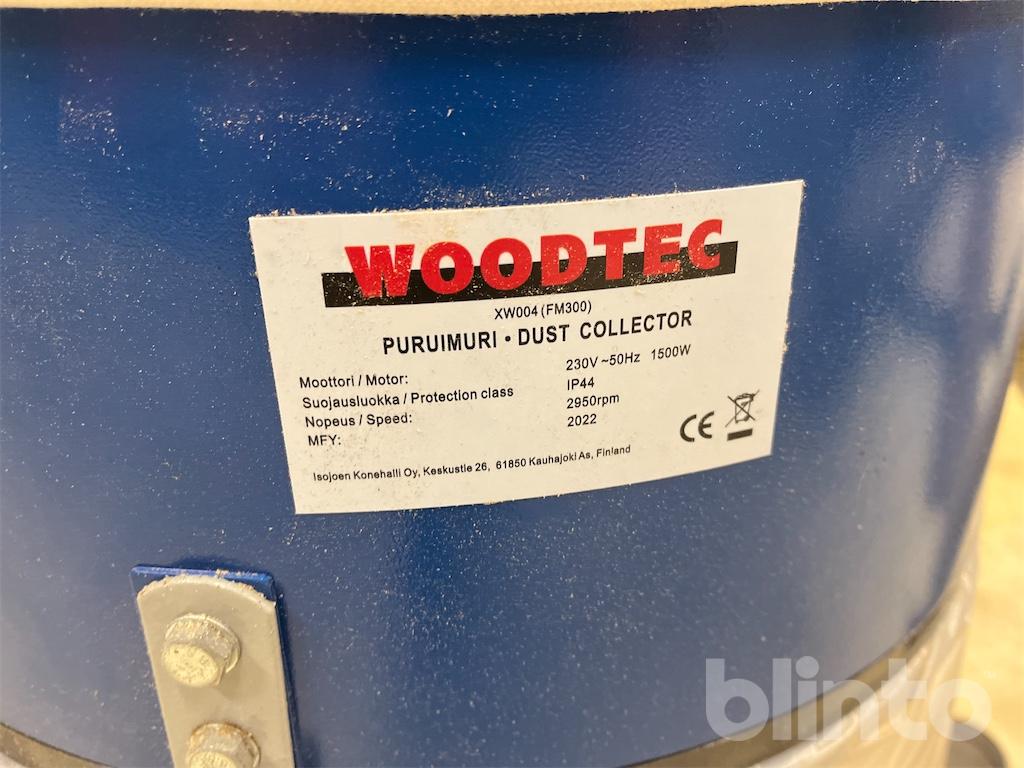 WOODTEC
XW004 (FM300)
PURUIMURI • DUST COLLECTOR
Moottori / Motor: 230V ~50Hz 1500W
Suojausluokka / Protection class IP44
Nopeus / Speed: 2950rpm
MFY: 2022
CE
Isojoen Konehalli Oy, Keskustie 26, 61850 Kauhajoki As, Finland
blinto